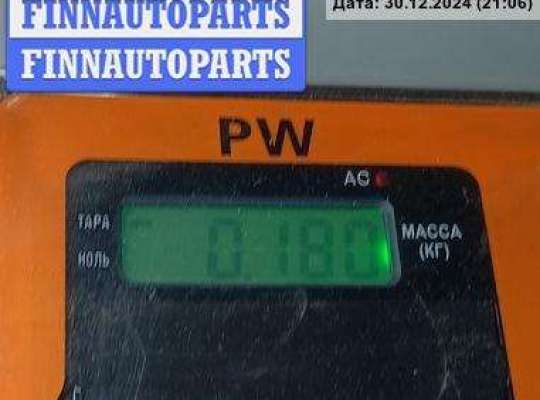 FINNAUTOPARTS
FINNAUTOPARTS
Дата: 30.12.2024 (21:06)
PW
AC
ТАРА
НОЛЬ
0.180
МАССА
(КГ)